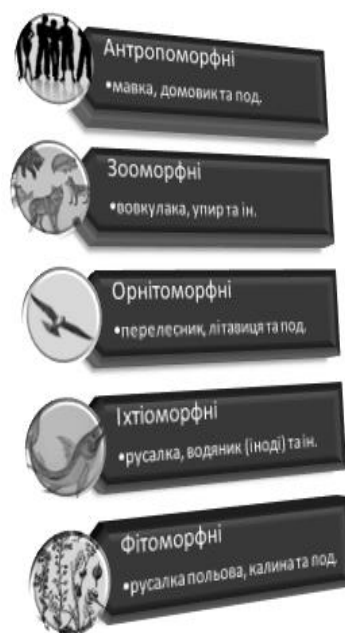 Антропоморфні
•мавка, домовик та под.
Зооморфні
•вовкулака, упир та ін.
Орнітоморфні
•перелесник, літавиця та под.
Іхтіоморфні
•русалка, водяник (іноді) та ін.
Фітоморфні
•русалка польова, калина та под.